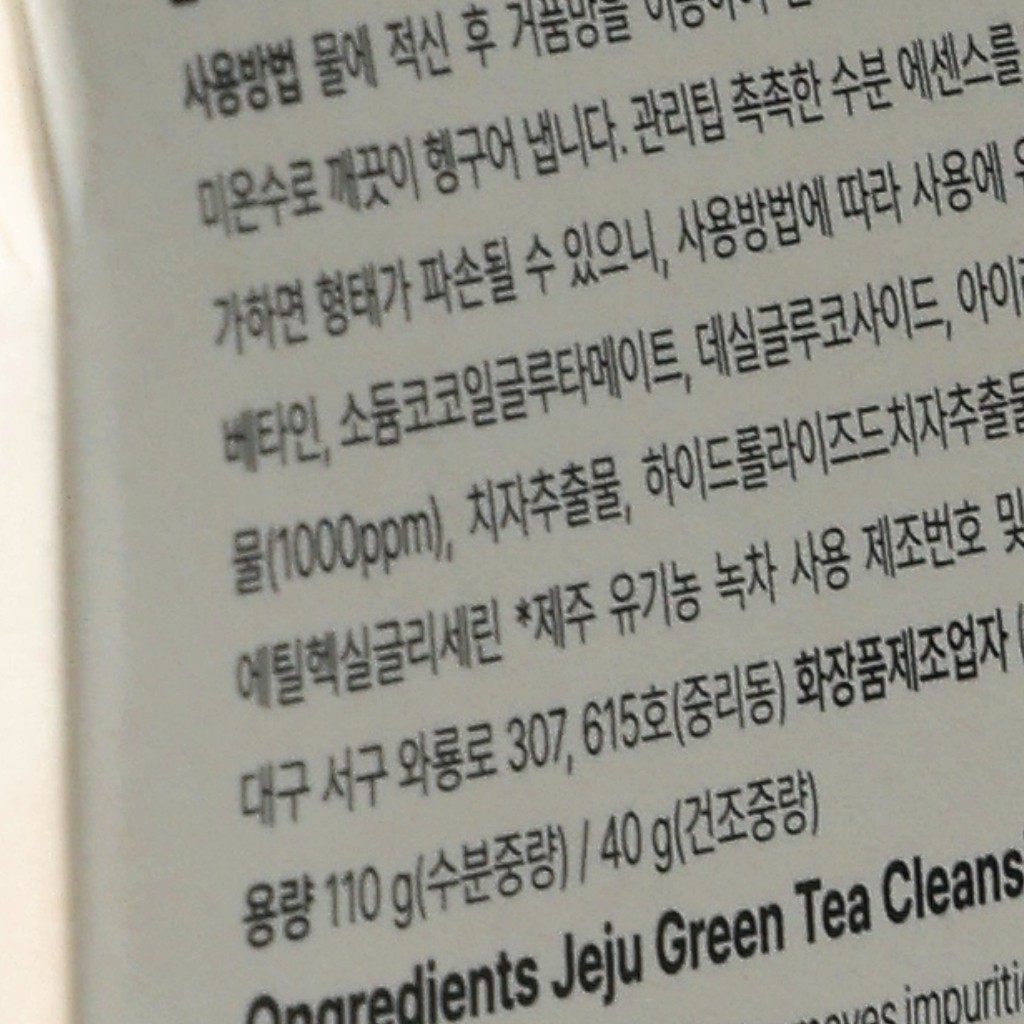 사용방법 물에 적신 후 거품망을
미온수로 깨끗이 헹구어 냅니다. 관리팁 촉촉한 수분 에센스를
가하면 형태가 파손될 수 있으니, 사용방법에 따라 사용에
베타인, 소듐코코일글루타메이트, 데실글루코사이드,
물(1000ppm), 치자추출물, 하이드롤라이즈드치자추출물
에틸헥실글리세린 *제주 유기농 녹차 사용 제조번호 및
대구 서구 와룡로 307, 615호(중리동) 화장품제조업자
용량 110 g(수분중량) / 40 g(건조중량)
Ongredients Jeju Green Tea Cleans